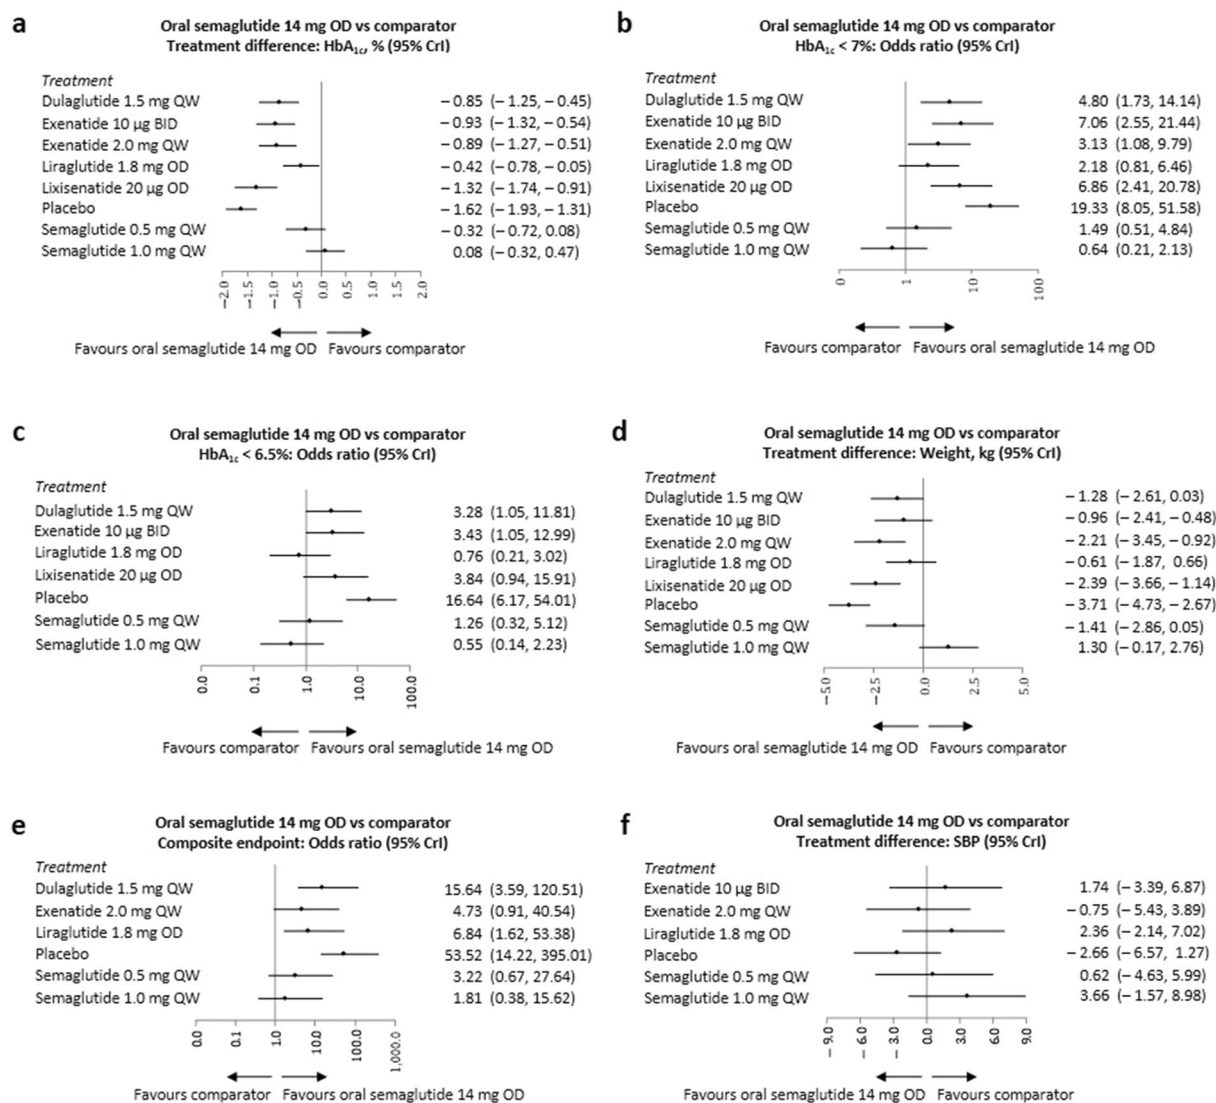 a
Oral semaglutide 14 mg OD vs comparator
Treatment difference: HbA1c, % (95% CrI)
Treatment
Dulaglutide 1.5 mg QW − 0.85 (− 1.25, − 0.45)
Exenatide 10 µg BID − 0.93 (− 1.32, − 0.54)
Exenatide 2.0 mg QW − 0.89 (− 1.27, − 0.51)
Liraglutide 1.8 mg OD − 0.42 (− 0.78, − 0.05)
Lixisenatide 20 µg OD − 1.32 (− 1.74, − 0.91)
Placebo − 1.62 (− 1.93, − 1.31)
Semaglutide 0.5 mg QW − 0.32 (− 0.72, 0.08)
Semaglutide 1.0 mg QW 0.08 (− 0.32, 0.47)
−2.0 −1.5 −1.0 −0.5 0.0 0.5 1.0 1.5 2.0
Favours oral semaglutide 14 mg OD Favours comparator
b
Oral semaglutide 14 mg OD vs comparator
HbA1c < 7%: Odds ratio (95% CrI)
Treatment
Dulaglutide 1.5 mg QW 4.80 (1.73, 14.14)
Exenatide 10 µg BID 7.06 (2.55, 21.44)
Exenatide 2.0 mg QW 3.13 (1.08, 9.79)
Liraglutide 1.8 mg OD 2.18 (0.81, 6.46)
Lixisenatide 20 µg OD 6.86 (2.41, 20.78)
Placebo 19.33 (8.05, 51.58)
Semaglutide 0.5 mg QW 1.49 (0.51, 4.84)
Semaglutide 1.0 mg QW 0.64 (0.21, 2.13)
0 1 10 100
Favours comparator Favours oral semaglutide 14 mg OD
c
Oral semaglutide 14 mg OD vs comparator
HbA1c < 6.5%: Odds ratio (95% CrI)
Treatment
Dulaglutide 1.5 mg QW 3.28 (1.05, 11.81)
Exenatide 10 µg BID 3.43 (1.05, 12.99)
Liraglutide 1.8 mg OD 0.76 (0.21, 3.02)
Lixisenatide 20 µg OD 3.84 (0.94, 15.91)
Placebo 16.64 (6.17, 54.01)
Semaglutide 0.5 mg QW 1.26 (0.32, 5.12)
Semaglutide 1.0 mg QW 0.55 (0.14, 2.23)
0.0 0.1 1.0 10.0 100.0
Favours comparator Favours oral semaglutide 14 mg OD
d
Oral semaglutide 14 mg OD vs comparator
Treatment difference: Weight, kg (95% CrI)
Treatment
Dulaglutide 1.5 mg QW − 1.28 (− 2.61, 0.03)
Exenatide 10 µg BID − 0.96 (− 2.41, − 0.48)
Exenatide 2.0 mg QW − 2.21 (− 3.45, − 0.92)
Liraglutide 1.8 mg OD − 0.61 (− 1.87, 0.66)
Lixisenatide 20 µg OD − 2.39 (− 3.66, − 1.14)
Placebo − 3.71 (− 4.73, − 2.67)
Semaglutide 0.5 mg QW − 1.41 (− 2.86, 0.05)
Semaglutide 1.0 mg QW 1.30 (− 0.17, 2.76)
−5.0 −2.5 0.0 2.5 5.0
Favours oral semaglutide 14 mg OD Favours comparator
e
Oral semaglutide 14 mg OD vs comparator
Composite endpoint: Odds ratio (95% CrI)
Treatment
Dulaglutide 1.5 mg QW 15.64 (3.59, 120.51)
Exenatide 2.0 mg QW 4.73 (0.91, 40.54)
Liraglutide 1.8 mg OD 6.84 (1.62, 53.38)
Placebo 53.52 (14.22, 395.01)
Semaglutide 0.5 mg QW 3.22 (0.67, 27.64)
Semaglutide 1.0 mg QW 1.81 (0.38, 15.62)
0.0 0.1 1.0 10.0 100.0 1,000.0
Favours comparator Favours oral semaglutide 14 mg OD
f
Oral semaglutide 14 mg OD vs comparator
Treatment difference: SBP (95% CrI)
Treatment
Exenatide 10 µg BID 1.74 (− 3.39, 6.87)
Exenatide 2.0 mg QW − 0.75 (− 5.43, 3.89)
Liraglutide 1.8 mg OD 2.36 (− 2.14, 7.02)
Placebo − 2.66 (− 6.57, 1.27)
Semaglutide 0.5 mg QW 0.62 (− 4.63, 5.99)
Semaglutide 1.0 mg QW 3.66 (− 1.57, 8.98)
− 9.0 − 6.0 − 3.0 0.0 3.0 6.0 9.0
Favours oral semaglutide 14 mg OD Favours comparator